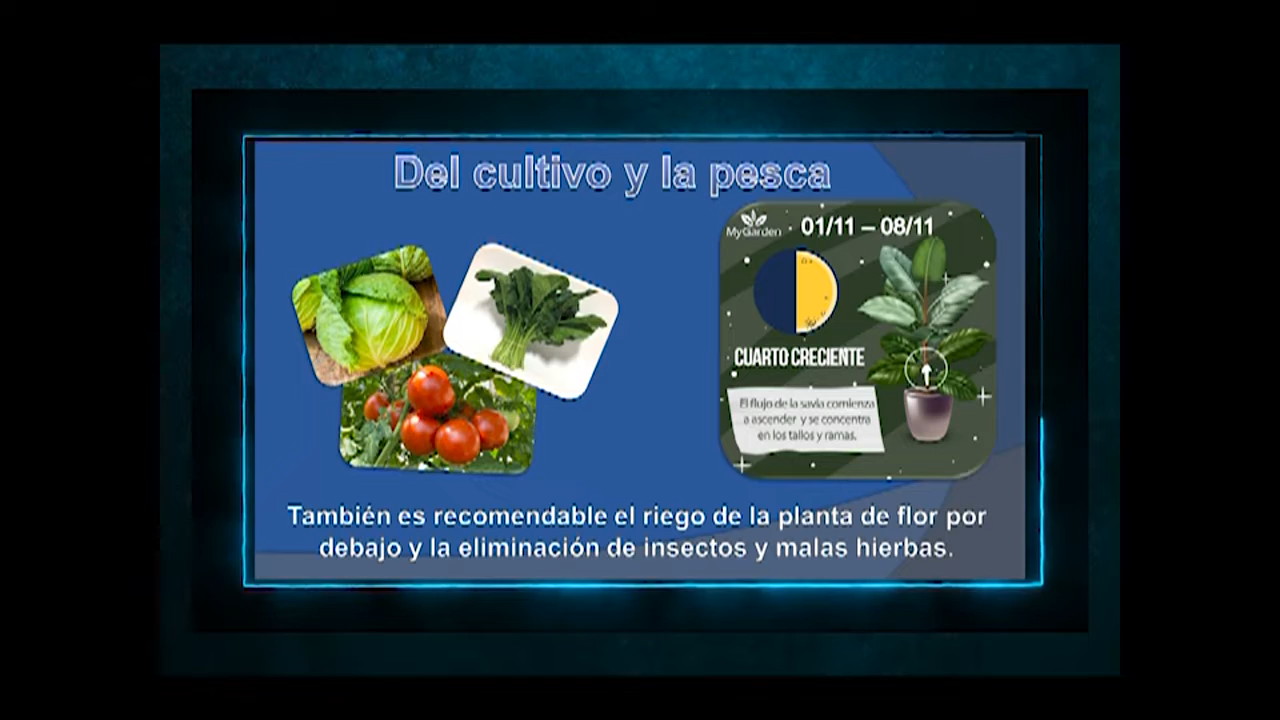 Del cultivo y la pesca
MyGarden
01/11 – 08/11
CUARTO CRECIENTE
El flujo de la savia comienza
a ascender y se concentra
en los tallos y ramas.
También es recomendable el riego de la planta de flor por
debajo y la eliminación de insectos y malas hierbas.